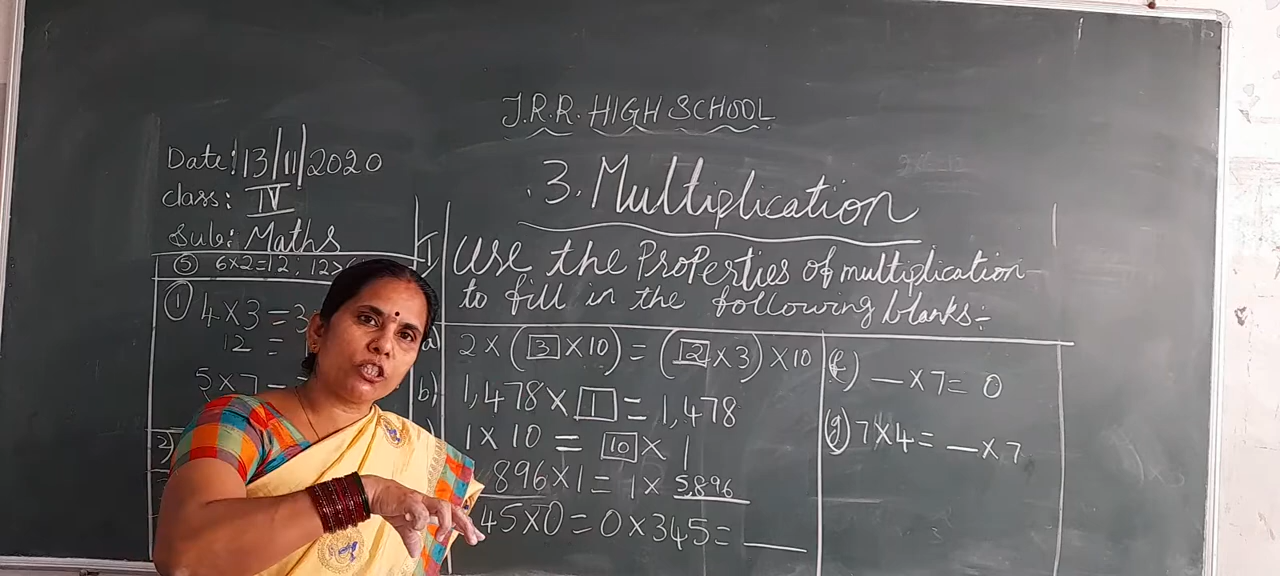 J.R.R. HIGH SCHOOL
Date: 13/11/2020
class: IV
Sub: Maths
3. Multiplication
I) Use the Properties of multiplication
to fill in the following blanks:-
⑤ 6×2=12; 12×
① 4×3=3
12 =
5×7=
2)
a) 2×(3×10)=(2×3)×10
b) 1,478×1=1,478
1×10=10×1
896×1=1×5,896
45×0=0×345=___
f) —×7=0
g) 7×4=—×7